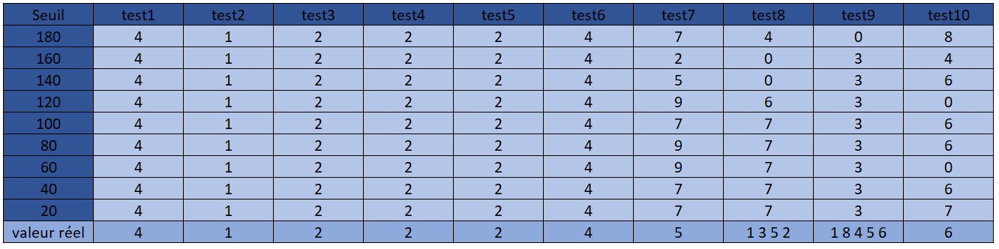 Seuil test1 test2 test3 test4 test5 test6 test7 test8 test9 test10
180 4 1 2 2 2 4 7 4 0 8
160 4 1 2 2 2 4 2 0 3 4
140 4 1 2 2 2 4 5 0 3 6
120 4 1 2 2 2 4 9 6 3 0
100 4 1 2 2 2 4 7 7 3 6
80 4 1 2 2 2 4 9 7 3 6
60 4 1 2 2 2 4 9 7 3 0
40 4 1 2 2 2 4 7 7 3 6
20 4 1 2 2 2 4 7 7 3 7
valeur réel 4 1 2 2 2 4 5 1 3 5 2 1 8 4 5 6 6